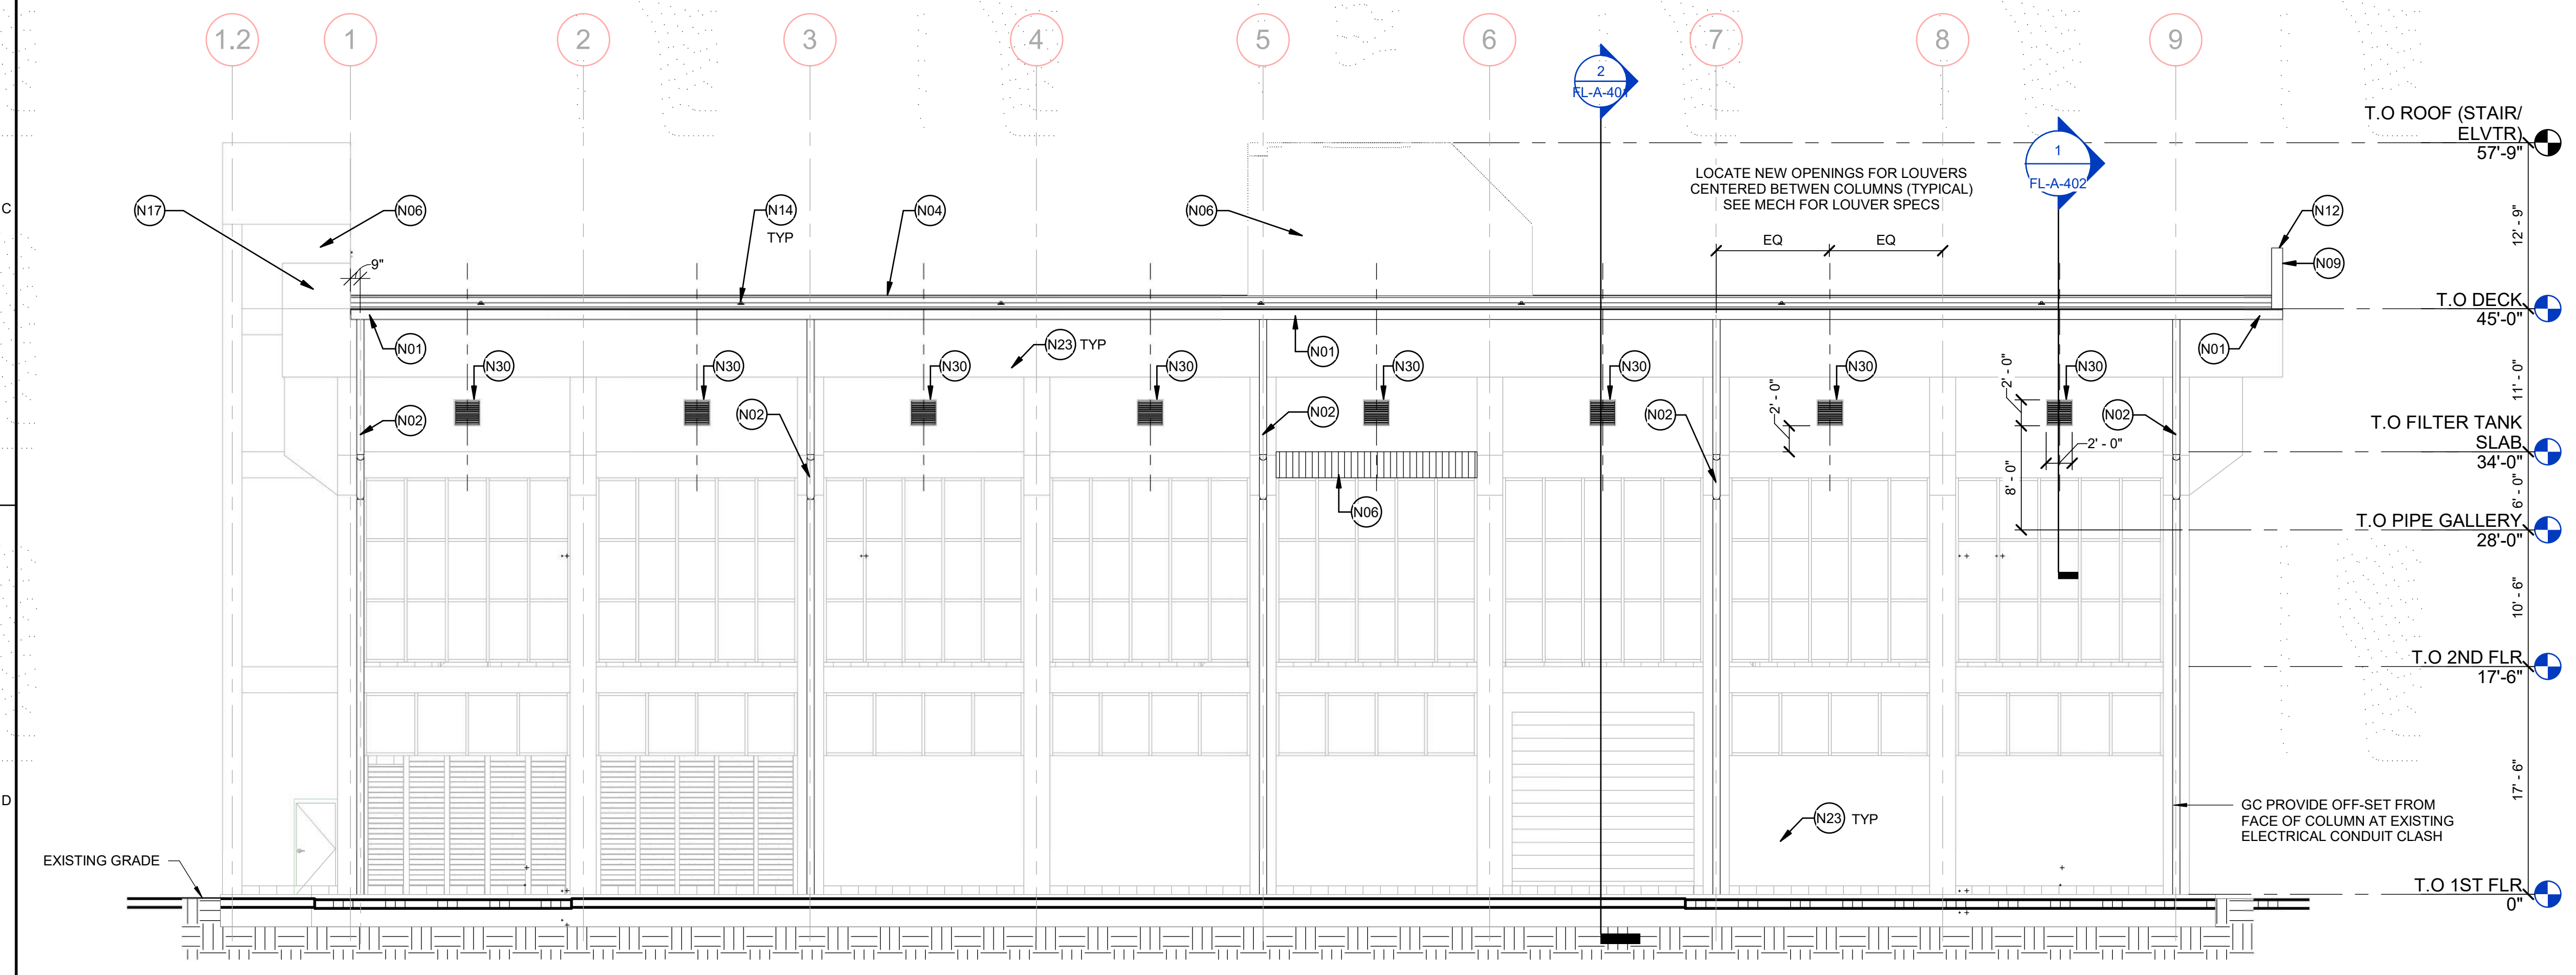 1.2
1
2
3
4
5
6
7
8
9
2
FL-A-401
1
FL-A-402
T.O ROOF (STAIR/
ELVTR)
57'-9"
LOCATE NEW OPENINGS FOR LOUVERS
CENTERED BETWEN COLUMNS (TYPICAL)
SEE MECH FOR LOUVER SPECS
C
N17
N06
N14
TYP
N04
N06
N12
12' - 9"
EQ
EQ
9"
N09
T.O DECK
45'-0"
N01
N23 TYP
N01
N01
N30
N30
N30
N30
N30
N30
N30
N30
2' - 0"
2' - 0"
11' - 0"
N02
N02
N02
N02
N02
T.O FILTER TANK
SLAB
34'-0"
2' - 0"
8' - 0"
6' - 0"
N06
T.O PIPE GALLERY
28'-0"
10' - 6"
T.O 2ND FLR
17'-6"
17' - 6"
D
N23 TYP
GC PROVIDE OFF-SET FROM
FACE OF COLUMN AT EXISTING
ELECTRICAL CONDUIT CLASH
EXISTING GRADE
T.O 1ST FLR
0"